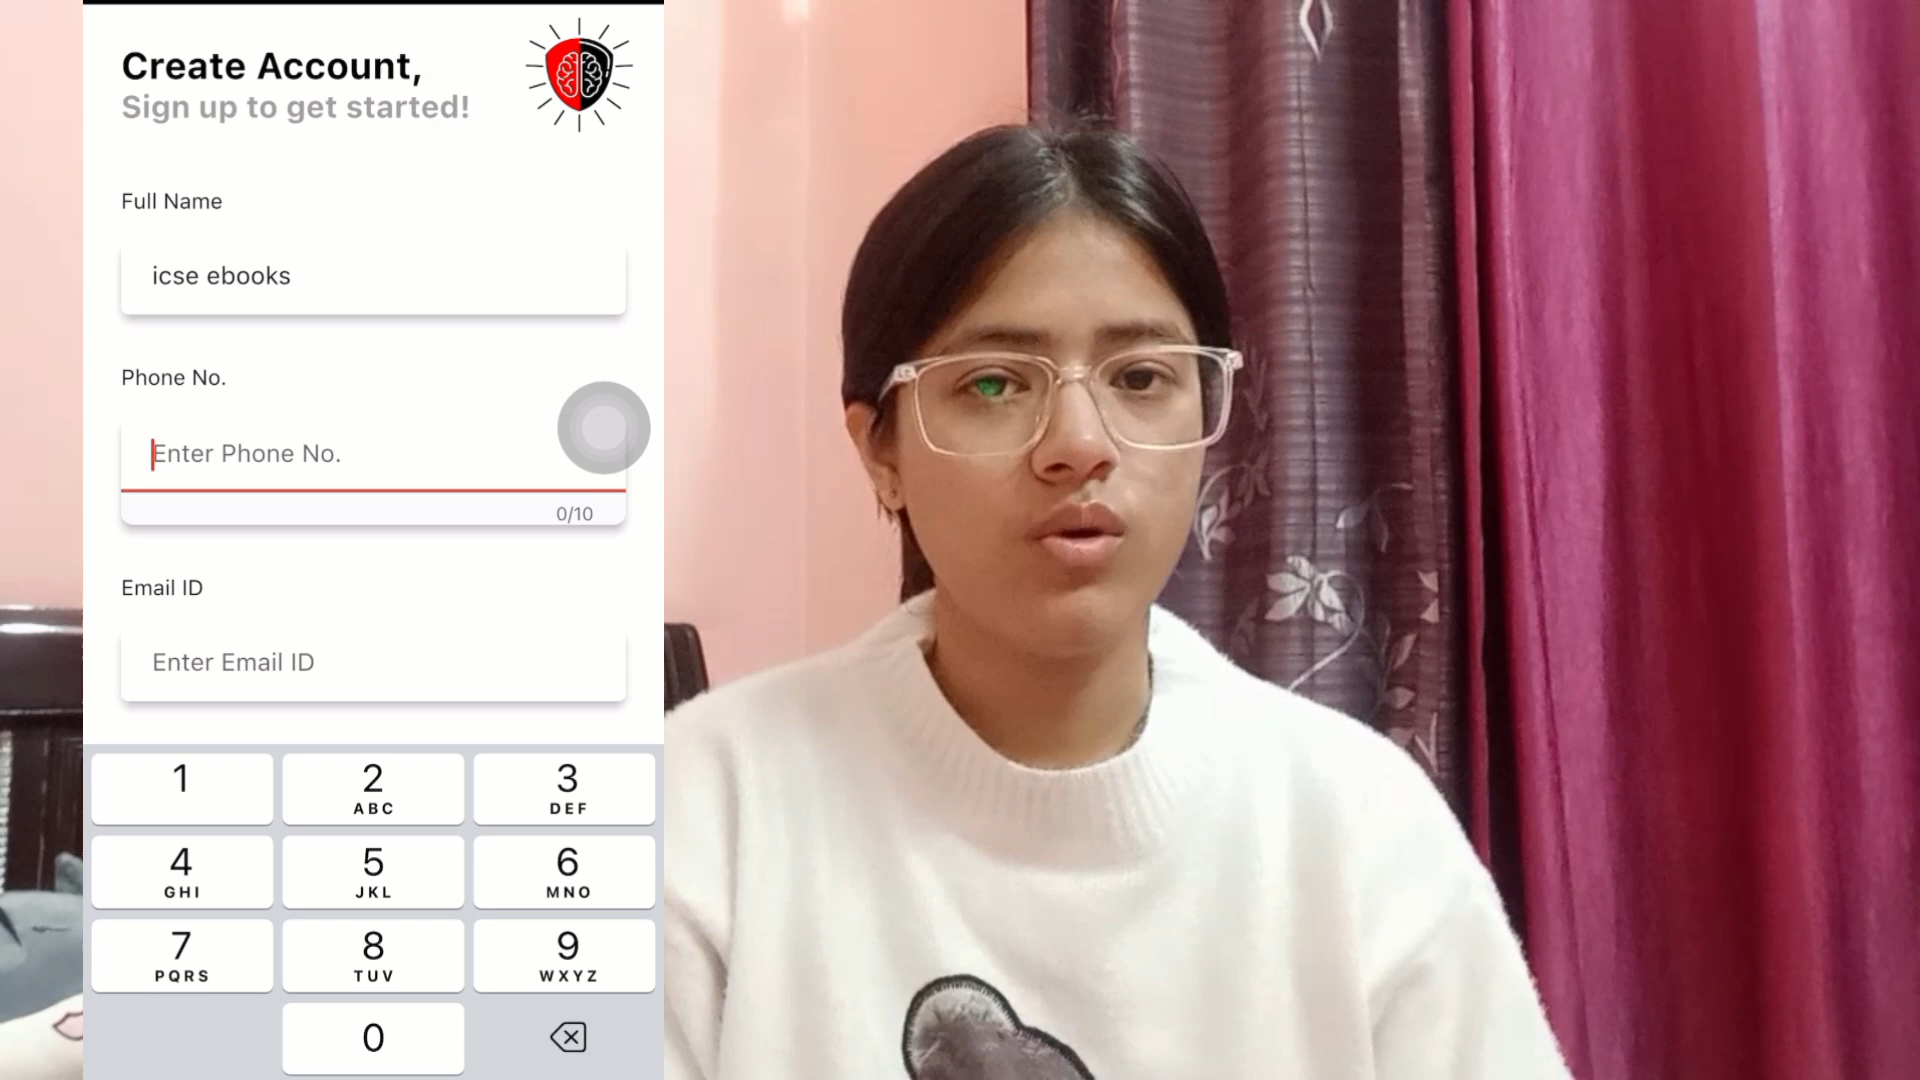 Create Account,
Sign up to get started!
Full Name
icse ebooks
Phone No.
Enter Phone No.
0/10
Email ID
Enter Email ID
1
2
ABC
3
DEF
4
GHI
5
JKL
6
MNO
7
PQRS
8
TUV
9
WXYZ
0